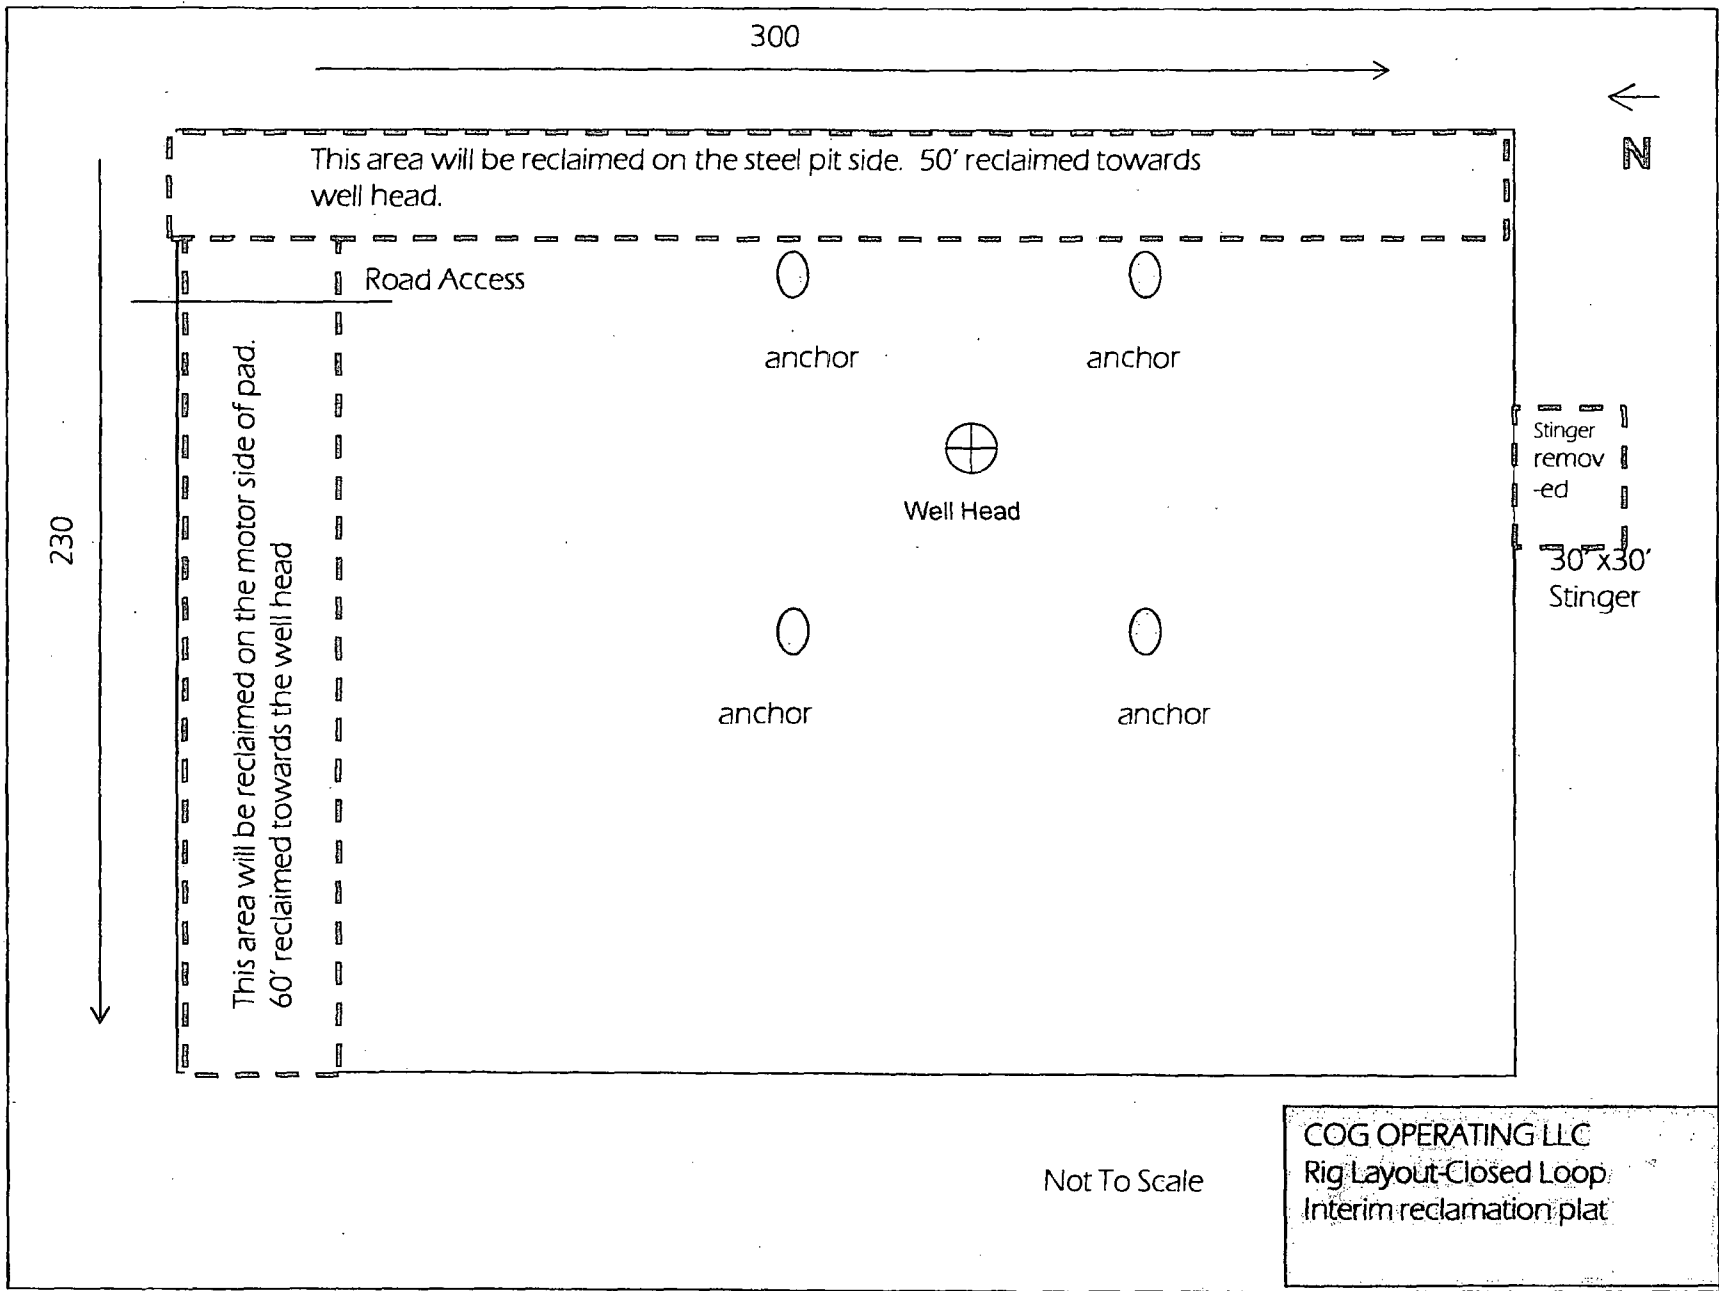 300
N
This area will be reclaimed on the steel pit side. 50' reclaimed towards
well head.
Road Access
anchor
anchor
230
This area will be reclaimed on the motor side of pad.
60' reclaimed towards the well head
Well Head
Stinger
remov
-ed
30' x30'
Stinger
anchor
anchor
Not To Scale
COG OPERATING LLC
Rig Layout-Closed Loop
Interim reclamation plat